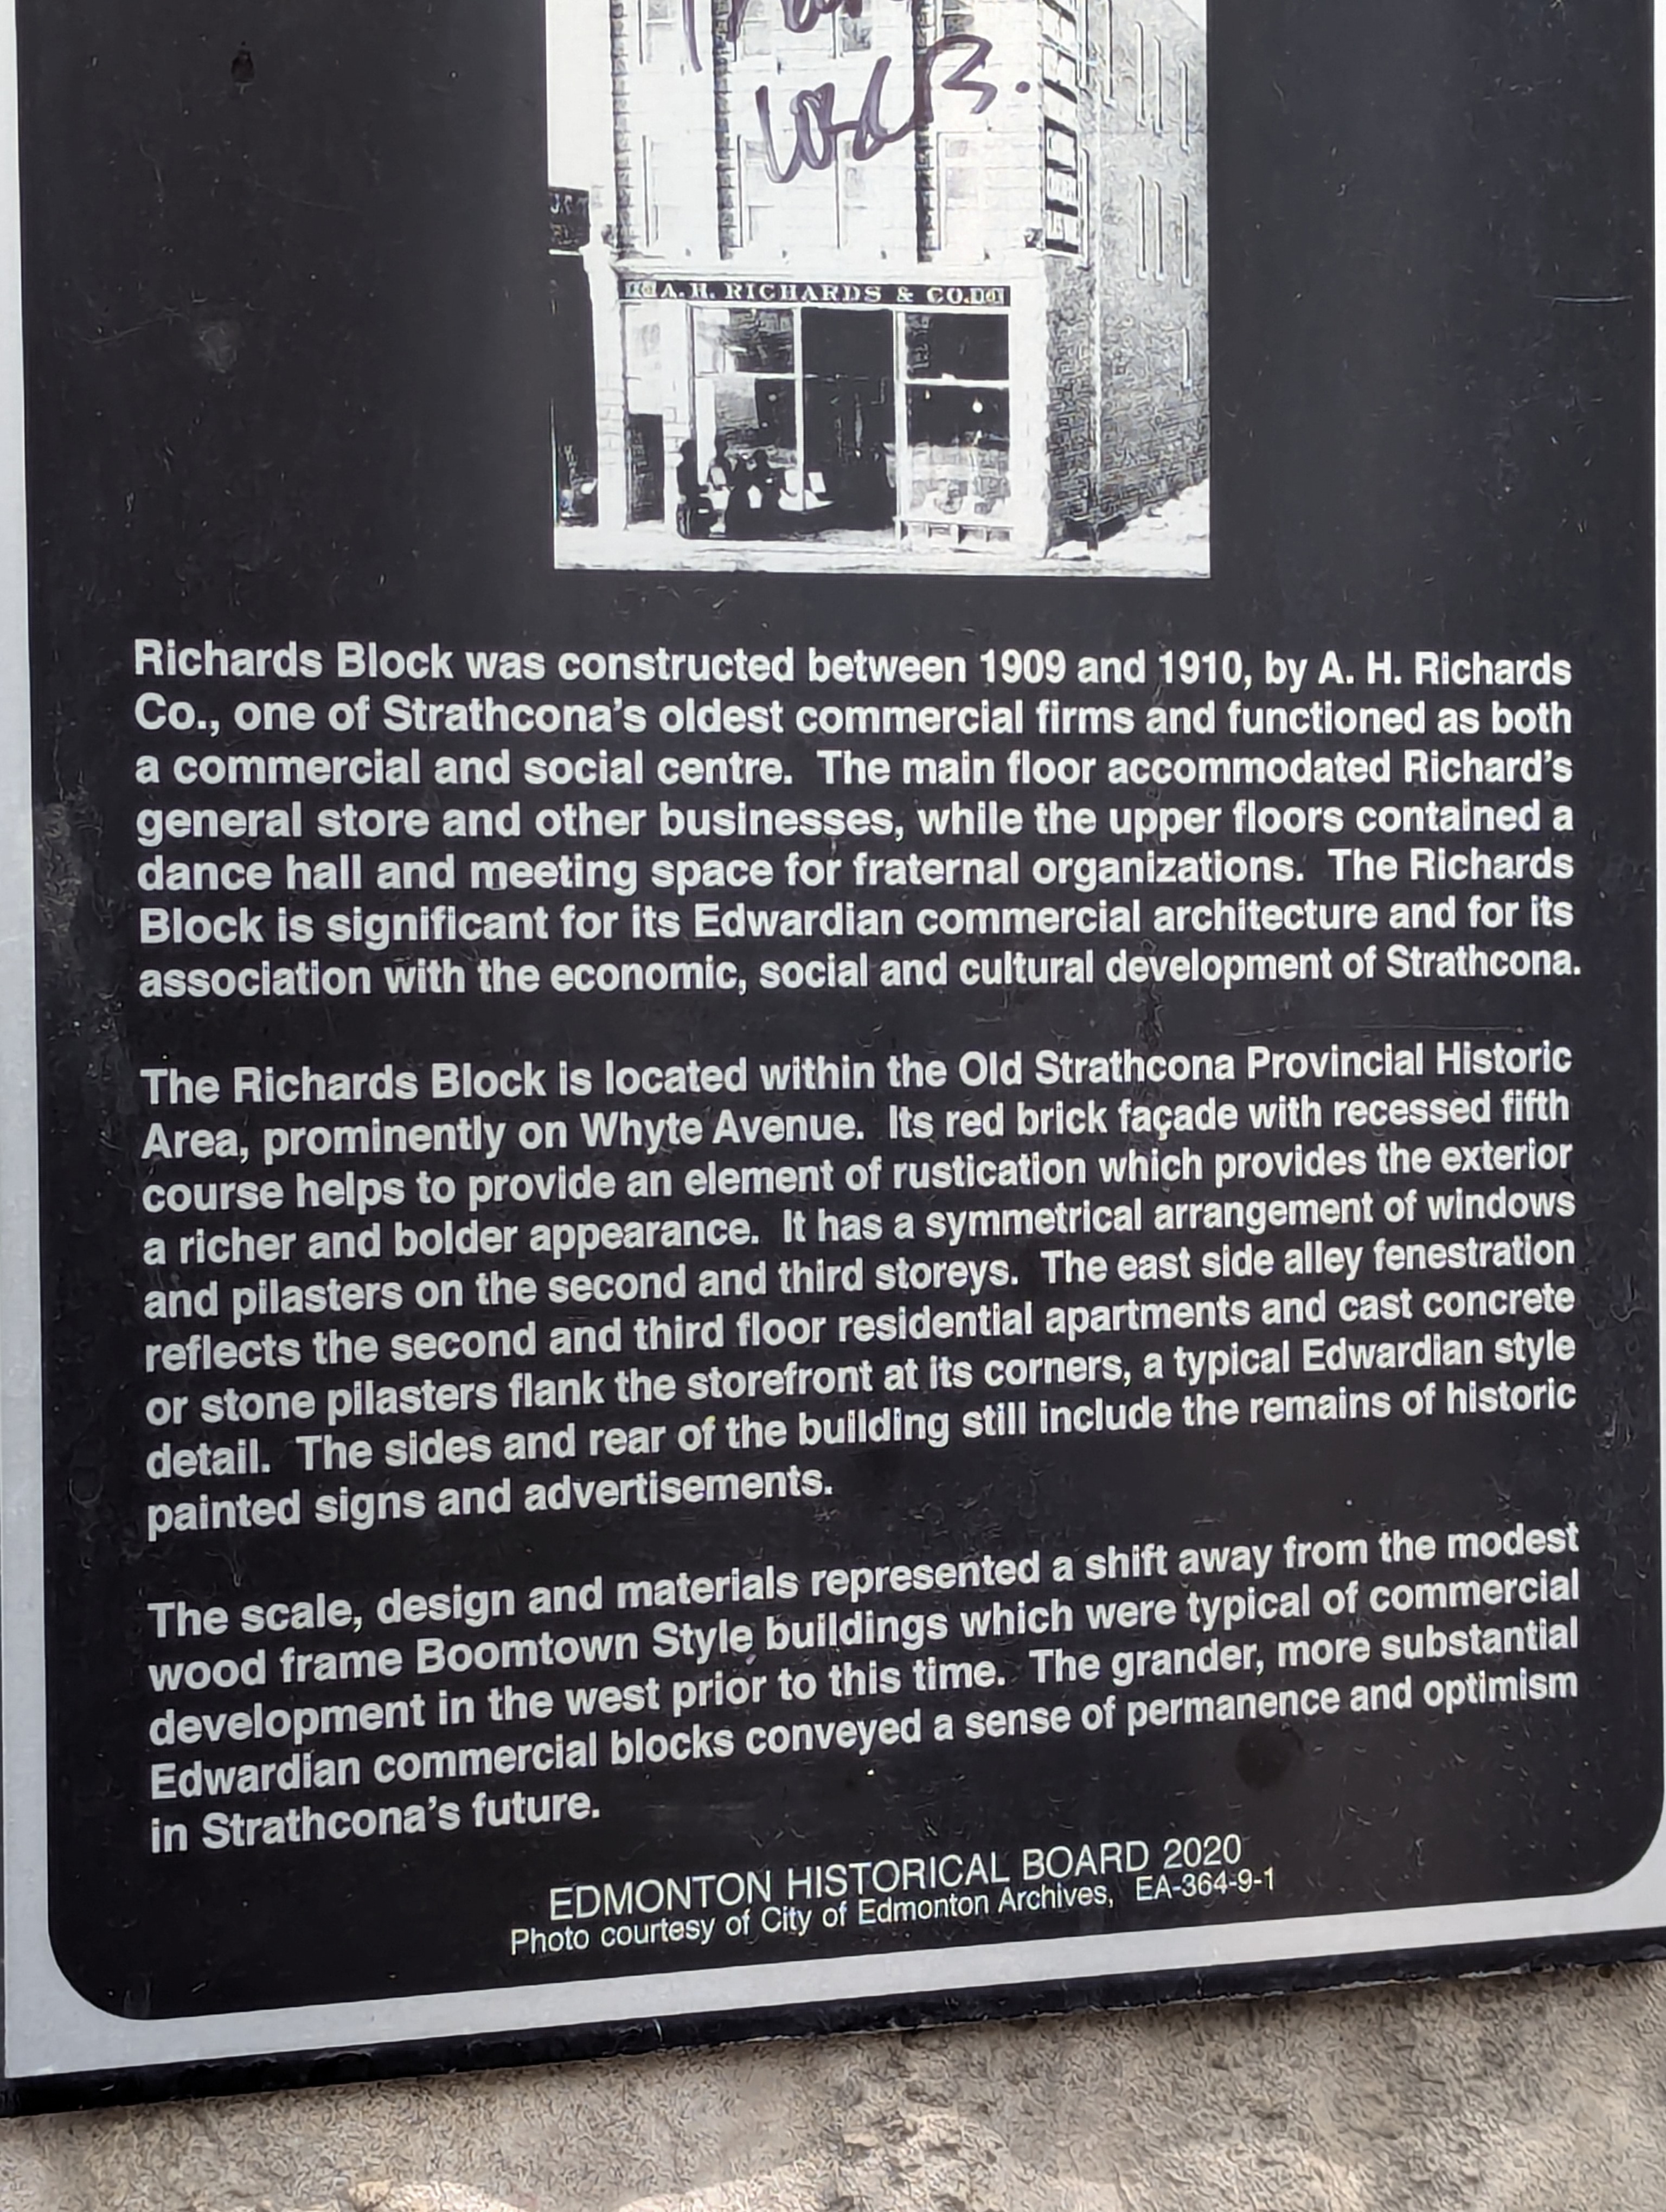 A. H. RICHARDS & CO.
Richards Block was constructed between 1909 and 1910, by A. H. Richards
Co., one of Strathcona's oldest commercial firms and functioned as both
a commercial and social centre. The main floor accommodated Richard's
general store and other businesses, while the upper floors contained a
dance hall and meeting space for fraternal organizations. The Richards
Block is significant for its Edwardian commercial architecture and for its
association with the economic, social and cultural development of Strathcona.
The Richards Block is located within the Old Strathcona Provincial Historic
Area, prominently on Whyte Avenue. Its red brick façade with recessed fifth
course helps to provide an element of rustication which provides the exterior
a richer and bolder appearance. It has a symmetrical arrangement of windows
and pilasters on the second and third storeys. The east side alley fenestration
reflects the second and third floor residential apartments and cast concrete
or stone pilasters flank the storefront at its corners, a typical Edwardian style
detail. The sides and rear of the building still include the remains of historic
painted signs and advertisements.
The scale, design and materials represented a shift away from the modest
wood frame Boomtown Style buildings which were typical of commercial
development in the west prior to this time. The grander, more substantial
Edwardian commercial blocks conveyed a sense of permanence and optimism
in Strathcona's future.
EDMONTON HISTORICAL BOARD 2020
Photo courtesy of City of Edmonton Archives, EA-364-9-1